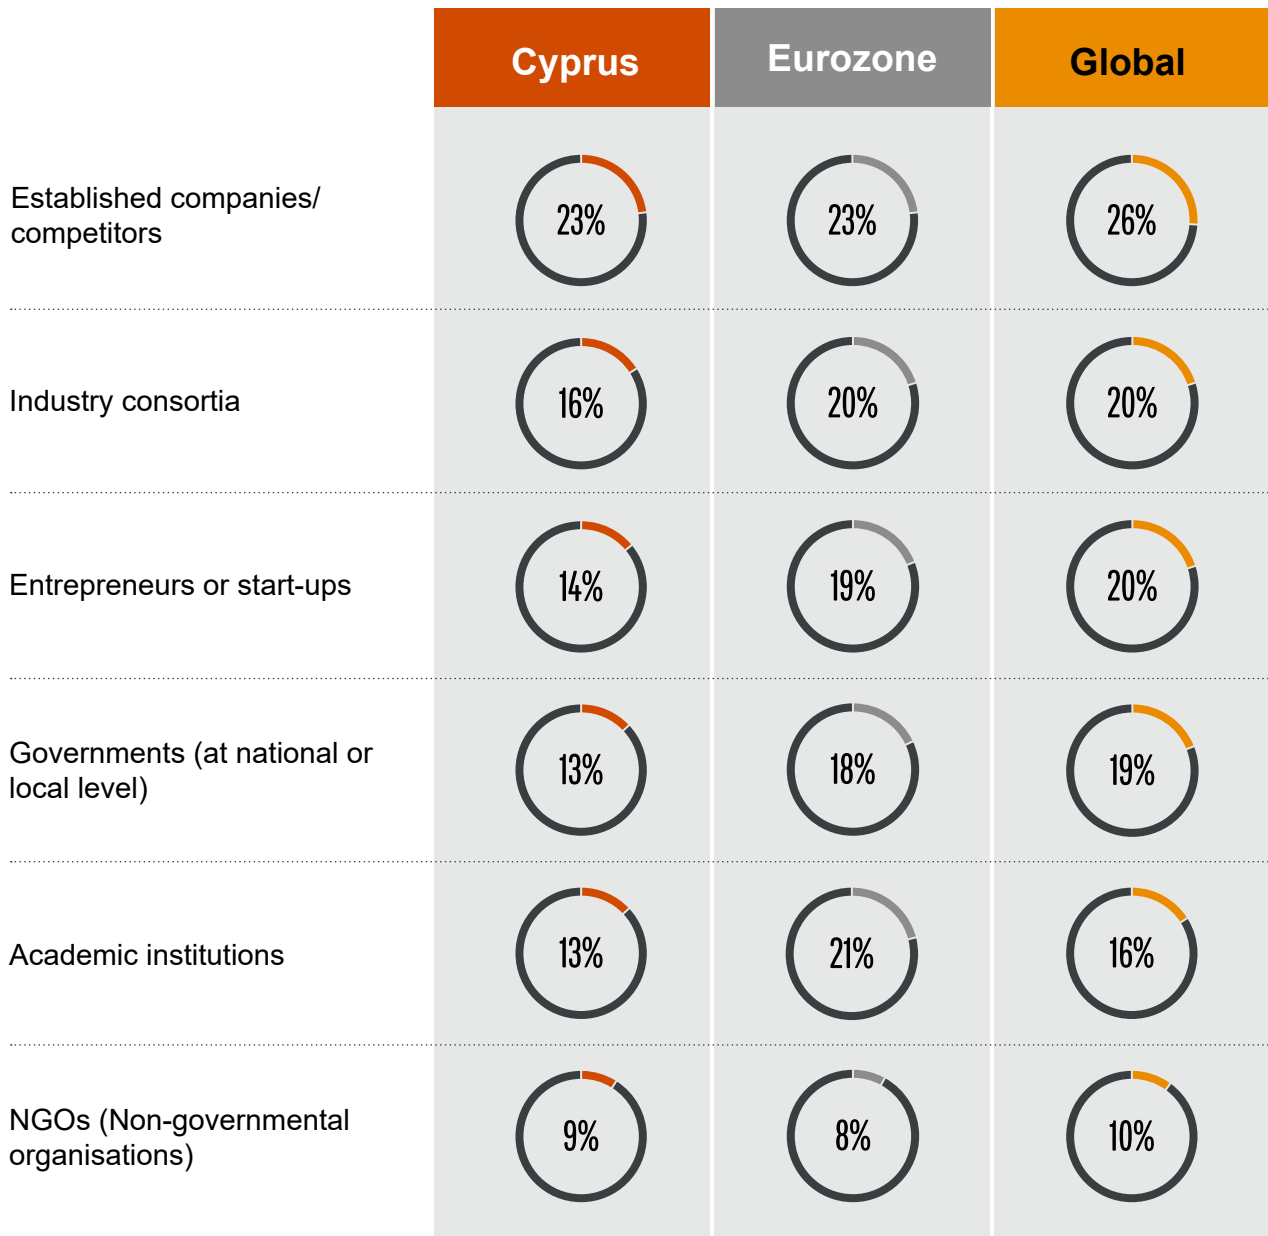 Cyprus
Eurozone
Global
Established companies/
competitors
23%
23%
26%
Industry consortia
16%
20%
20%
Entrepreneurs or start-ups
14%
19%
20%
Governments (at national or
local level)
13%
18%
19%
Academic institutions
13%
21%
16%
NGOs (Non-governmental
organisations)
9%
8%
10%